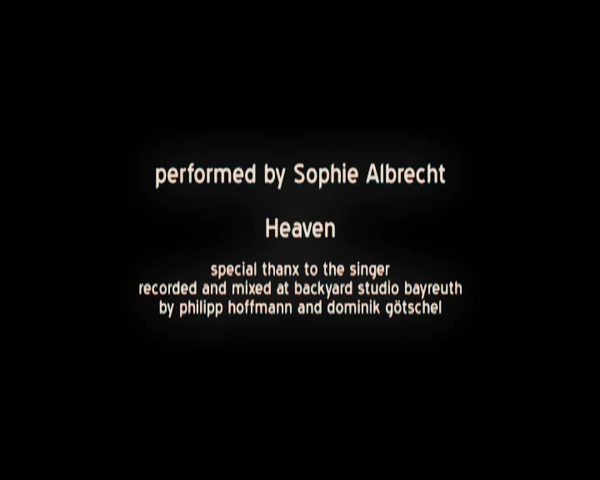 performed by Sophie Albrecht
Heaven
special thanx to the singer
recorded and mixed at backyard studio bayreuth
by philipp hoffmann and dominik götschel